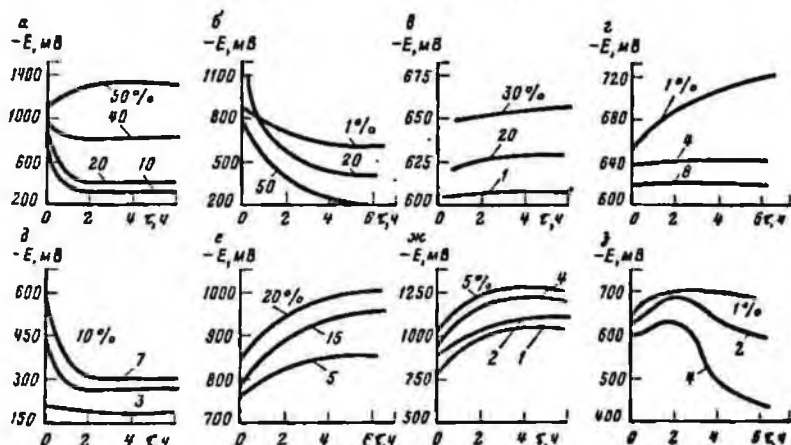 а б в г
-E, мВ -E, мВ -E, мВ -E, мВ
1400 1100 675 720
1000 800 650 680
600 500 625 640
200 200 600 600
50% 40 20 10
1% 20 50
30% 20 1
1% 4 8
0 2 4 τ,ч 0 2 4 6τ,ч 0 2 4 τ,ч 0 2 4 6τ,ч
д е ж з
-E, мВ -E, мВ -E, мВ -E, мВ
600 1000 1250 700
450 900 1000 600
300 800 750 500
150 700 500 400
10% 7 3
20% 15 5
5% 4 2 1
1% 2 4
0 2 4 τ,ч 0 2 4 6τ,ч 0 2 4 τ,ч 0 2 4 6τ,ч